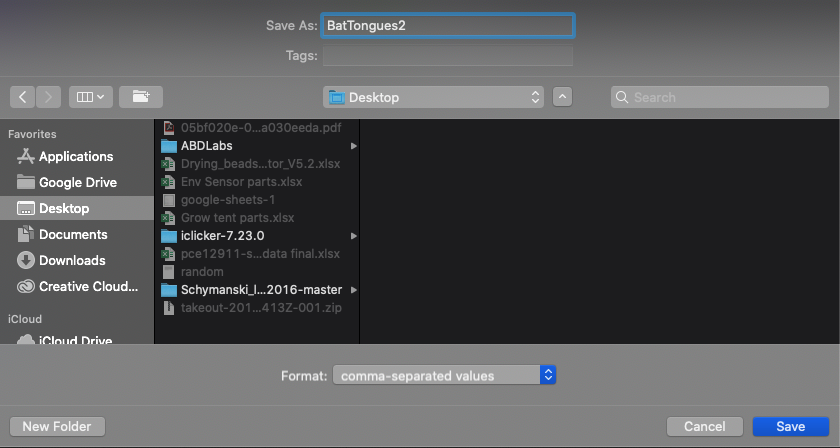 Save As: BatTongues2
Tags:
Desktop
Search
Favorites
Applications
Google Drive
Desktop
Documents
Downloads
Creative Cloud...
iCloud
iCloud Drive
05bf020e-0...a030eeda.pdf
ABDLabs
Drying_beads...tor_V5.2.xlsx
Env Sensor parts.xlsx
google-sheets-1
Grow tent parts.xlsx
iclicker-7.23.0
pce12911-s...data final.xlsx
random
Schymanski_l...2016-master
takeout-201...413Z-001.zip
Format: comma-separated values
New Folder
Cancel
Save